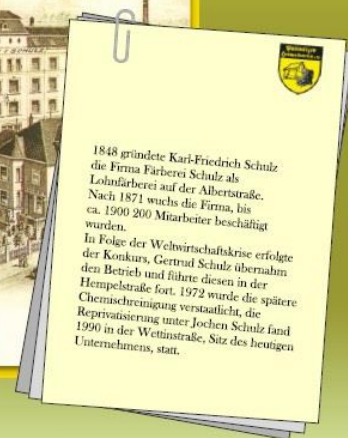 SCHULZ
1848 gründete Karl-Friedrich Schulz
die Firma Färberei Schulz als
Lohnfärberei auf der Albertstraße.
Nach 1871 wuchs die Firma, bis
ca. 1900 200 Mitarbeiter beschäftigt
wurden.
In Folge der Weltwirtschaftskrise erfolgte
der Konkurs, Gertrud Schulz übernahm
den Betrieb und führte diesen in der
Hempelstraße fort. 1972 wurde die spätere
Chemischreinigung verstaatlicht, die
Reprivatisierung unter Jochen Schulz fand
1990 in der Wettinstraße, Sitz des heutigen
Unternehmens, statt.